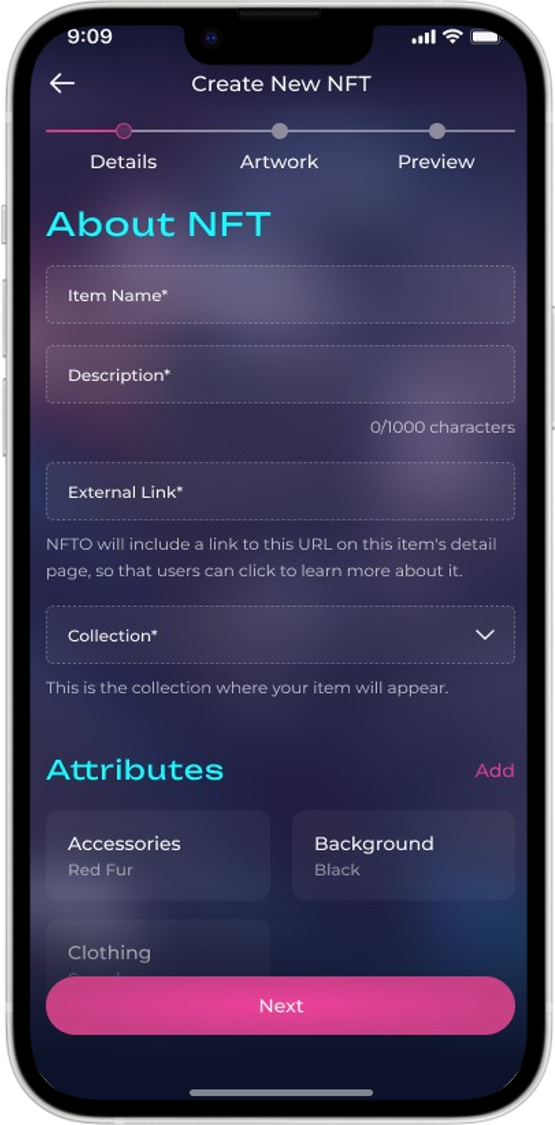 9:09
Create New NFT
Details Artwork Preview
About NFT
Item Name*
Description*
0/1000 characters
External Link*
NFTO will include a link to this URL on this item's detail
page, so that users can click to learn more about it.
Collection*
This is the collection where your item will appear.
Attributes Add
Accessories Background
Red Fur Black
Clothing
Next